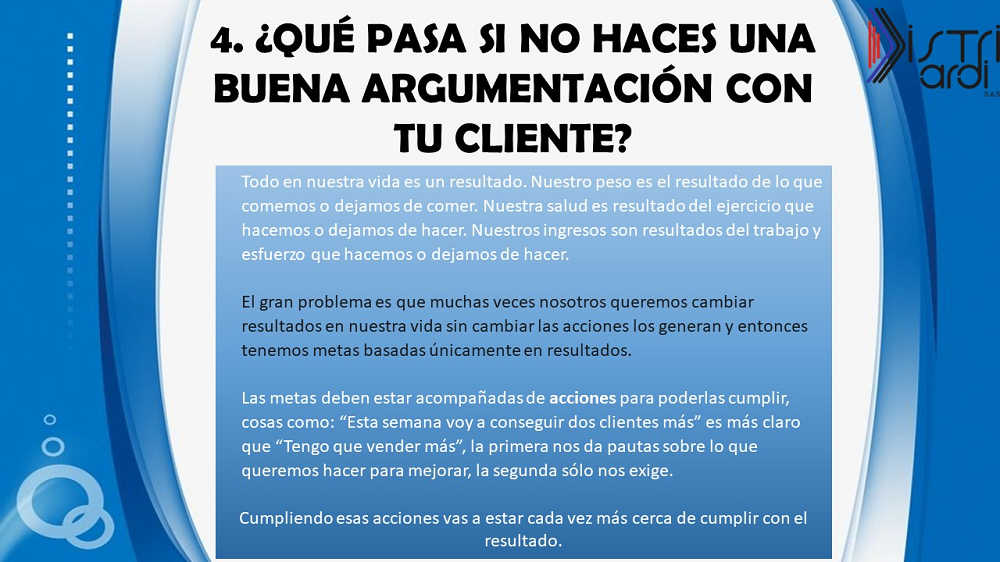 4. ¿QUÉ PASA SI NO HACES UNA
BUENA ARGUMENTACIÓN CON
TU CLIENTE?
DiSTRi
ardi
SAS
Todo en nuestra vida es un resultado. Nuestro peso es el resultado de lo que
comemos o dejamos de comer. Nuestra salud es resultado del ejercicio que
hacemos o dejamos de hacer. Nuestros ingresos son resultados del trabajo y
esfuerzo que hacemos o dejamos de hacer.
El gran problema es que muchas veces nosotros queremos cambiar
resultados en nuestra vida sin cambiar las acciones los generan y entonces
tenemos metas basadas únicamente en resultados.
Las metas deben estar acompañadas de acciones para poderlas cumplir,
cosas como: “Esta semana voy a conseguir dos clientes más” es más claro
que “Tengo que vender más”, la primera nos da pautas sobre lo que
queremos hacer para mejorar, la segunda sólo nos exige.
Cumpliendo esas acciones vas a estar cada vez más cerca de cumplir con el
resultado.